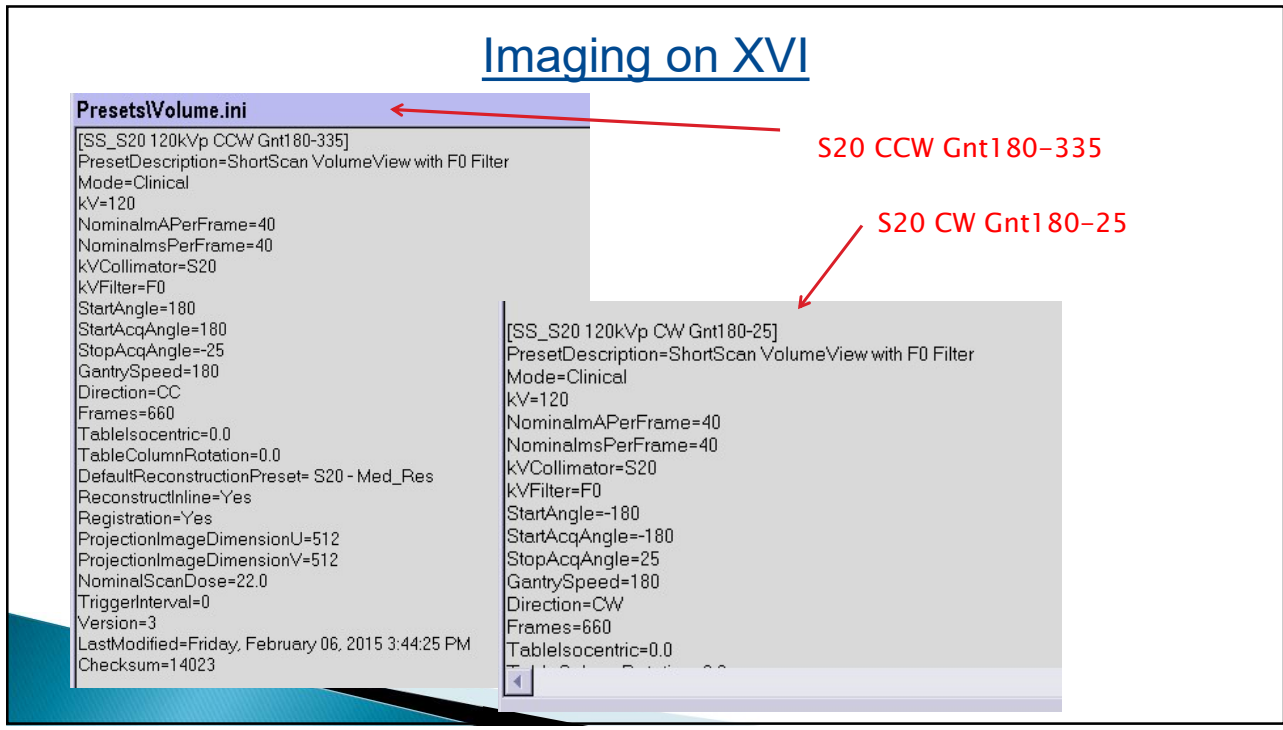 Imaging on XVI
Presets\Volume.ini
[SS_S20 120kVp CCW Gnt180-335]
PresetDescription=ShortScan VolumeView with F0 Filter
Mode=Clinical
kV=120
NominalmAPerFrame=40
NominalmsPerFrame=40
kVCollimator=S20
kVFilter=F0
StartAngle=180
StartAcqAngle=180
StopAcqAngle=-25
GantrySpeed=180
Direction=CC
Frames=660
TableIsocentric=0.0
TableColumnRotation=0.0
DefaultReconstructionPreset= S20 - Med_Res
ReconstructInline=Yes
Registration=Yes
ProjectionImageDimensionU=512
ProjectionImageDimensionV=512
NominalScanDose=22.0
TriggerInterval=0
Version=3
LastModified=Friday, February 06, 2015 3:44:25 PM
Checksum=14023
S20 CCW Gnt180-335
S20 CW Gnt180-25
[SS_S20 120kVp CW Gnt180-25]
PresetDescription=ShortScan VolumeView with F0 Filter
Mode=Clinical
kV=120
NominalmAPerFrame=40
NominalmsPerFrame=40
kVCollimator=S20
kVFilter=F0
StartAngle=-180
StartAcqAngle=-180
StopAcqAngle=25
GantrySpeed=180
Direction=CW
Frames=660
TableIsocentric=0.0